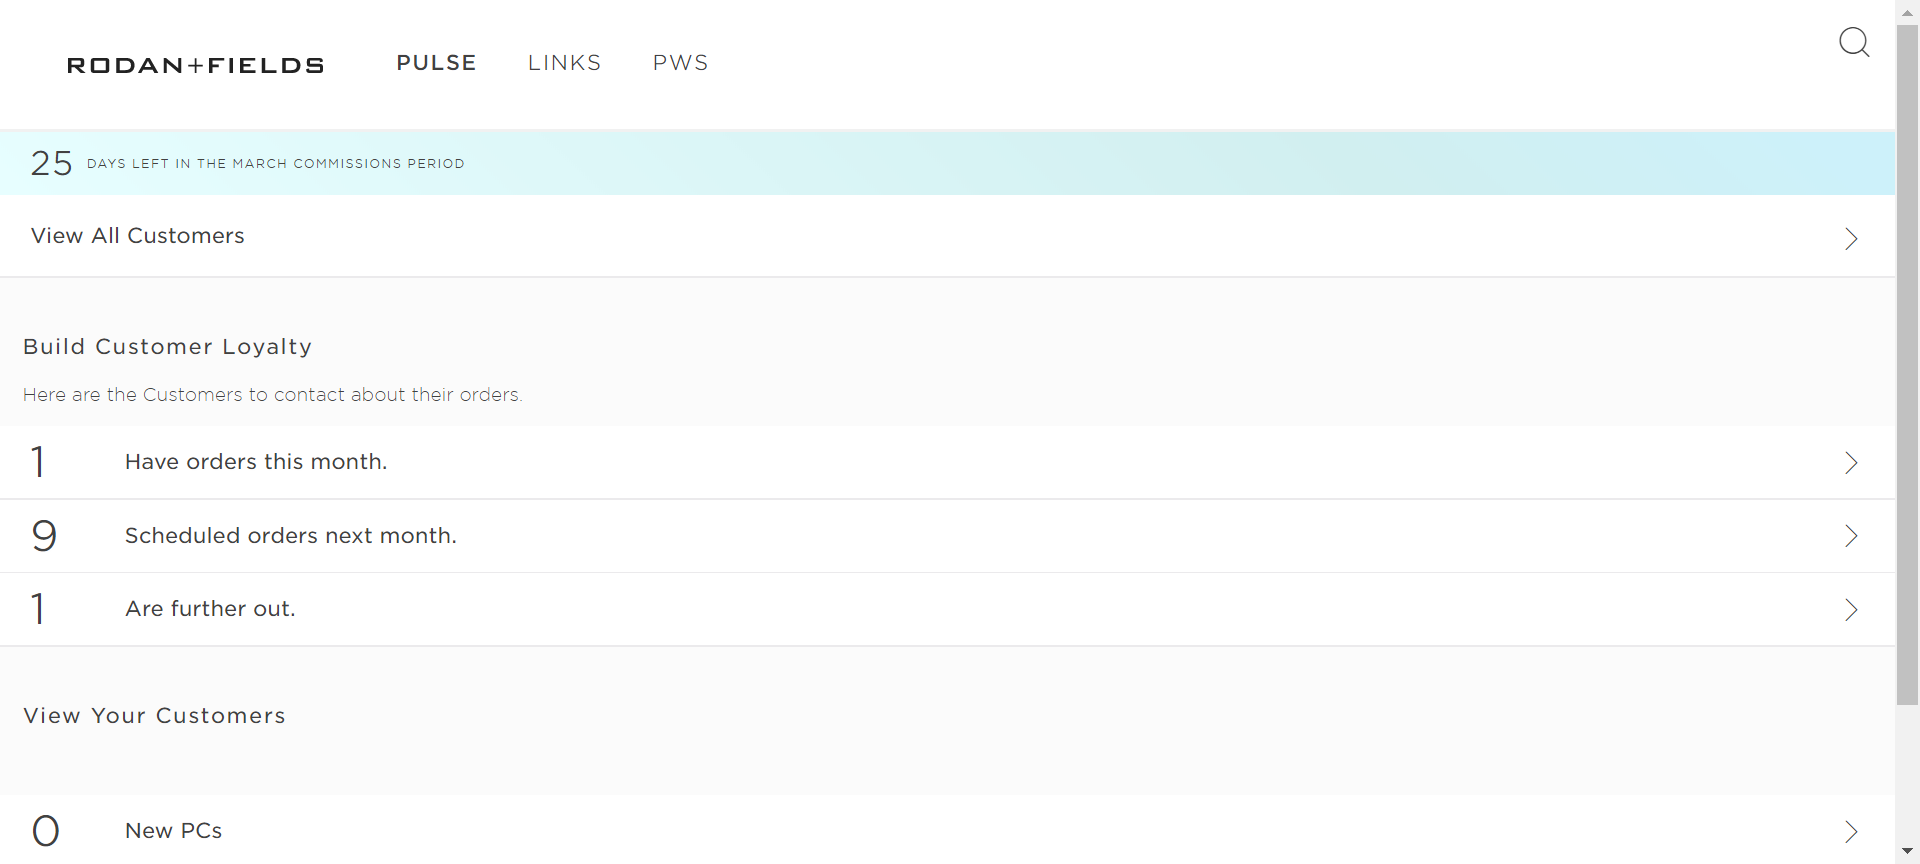 RODAN+FIELDS PULSE LINKS PWS
25 DAYS LEFT IN THE MARCH COMMISSIONS PERIOD
View All Customers
Build Customer Loyalty
Here are the Customers to contact about their orders.
1 Have orders this month.
9 Scheduled orders next month.
1 Are further out.
View Your Customers
0 New PCs